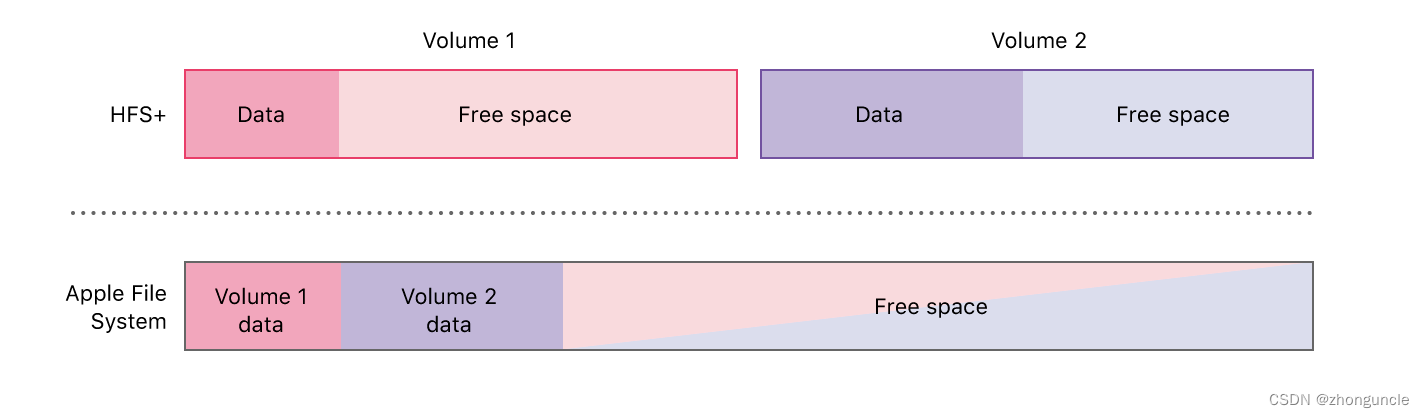 Volume 1
Volume 2
HFS+
Data
Free space
Data
Free space
Apple File
System
Volume 1
data
Volume 2
data
Free space
CSDN @zhonguncle